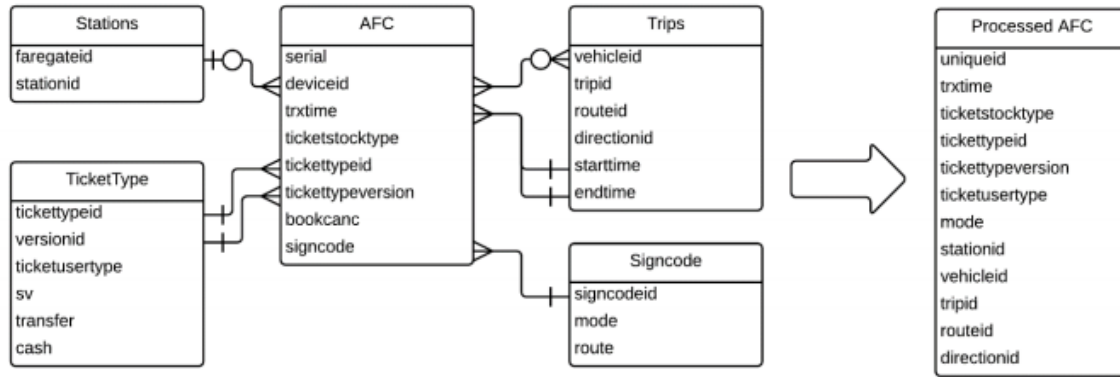 Stations
faregateid
stationid
TicketType
tickettypeid
versionid
ticketusertype
sv
transfer
cash
AFC
serial
deviceid
trxtime
ticketstocktype
tickettypeid
tickettypeversion
bookcanc
signcode
Trips
vehicleid
tripid
routeid
directionid
starttime
endtime
Signcode
signcodeid
mode
route
Processed AFC
uniqueid
trxtime
ticketstocktype
tickettypeid
tickettypeversion
ticketusertype
mode
stationid
vehicleid
tripid
routeid
directionid